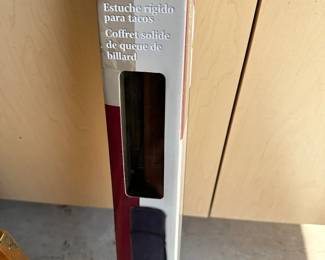 Estuche rígido
para tacos
Coffret solide
de queue de
billard